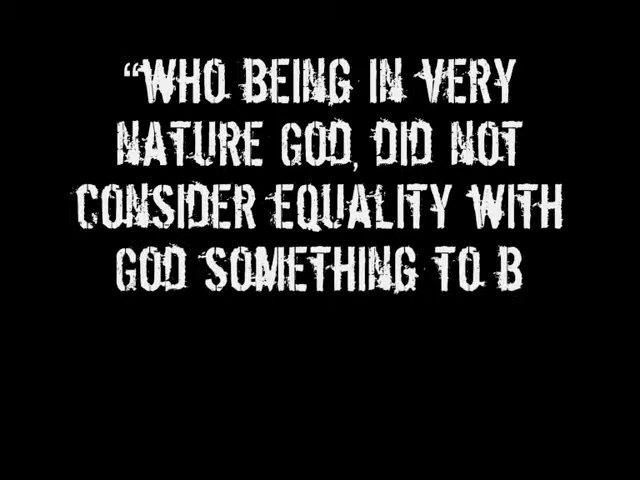 “WHO BEING IN VERY
NATURE GOD, DID NOT
CONSIDER EQUALITY WITH
GOD SOMETHING TO B